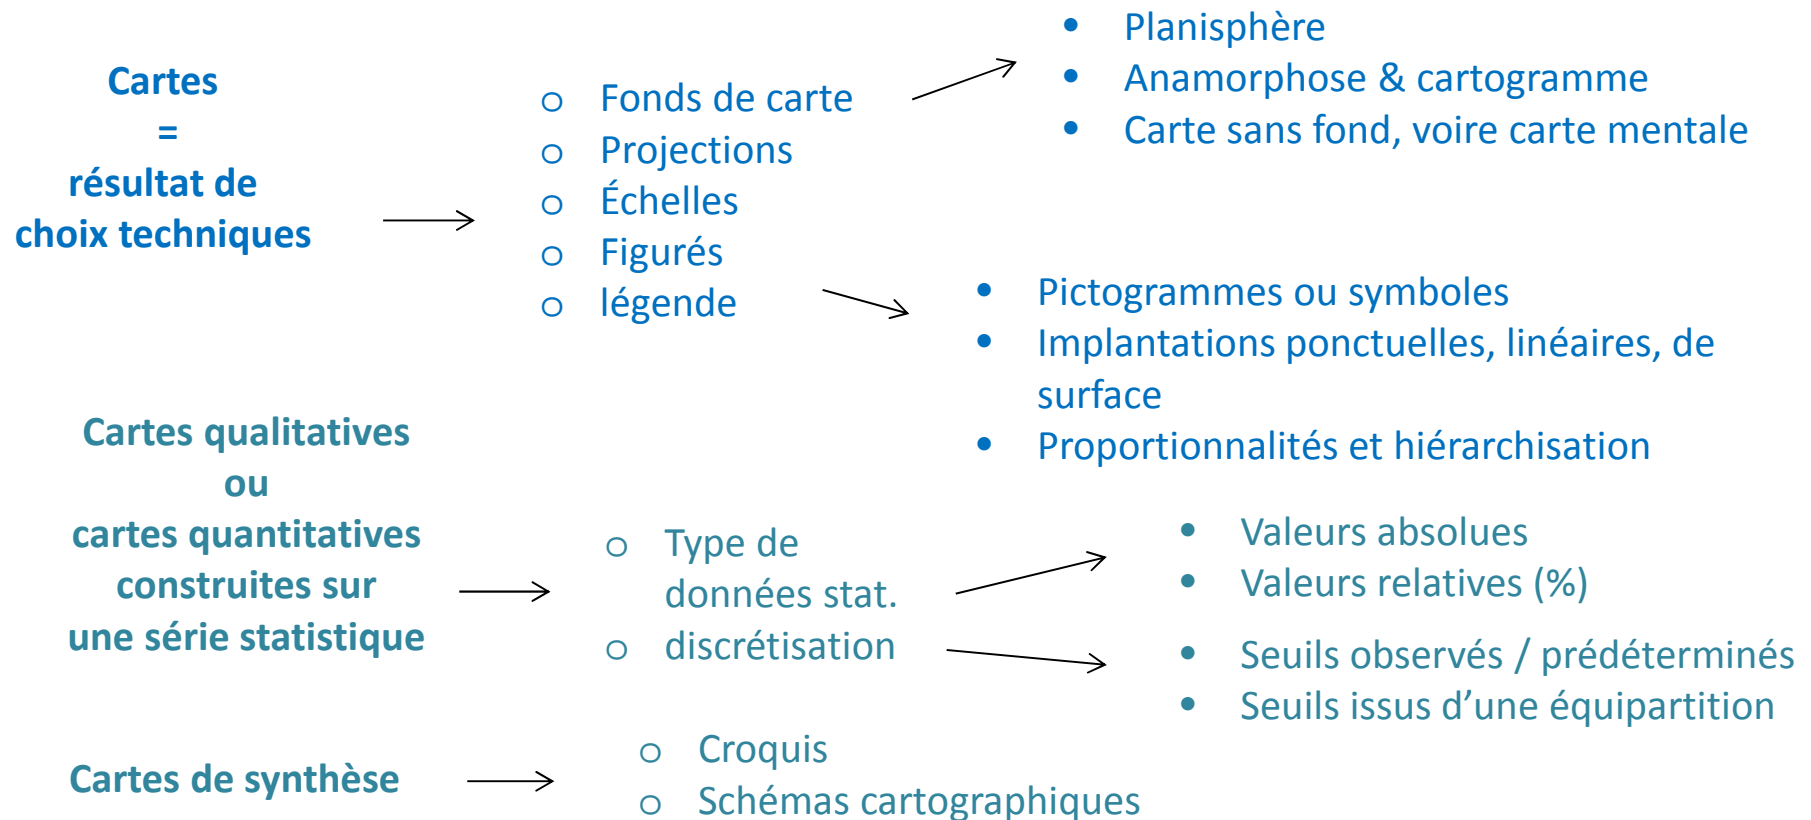 Cartes
=
résultat de
choix techniques
o Fonds de carte
o Projections
o Échelles
o Figurés
o légende
• Planisphère
• Anamorphose & cartogramme
• Carte sans fond, voire carte mentale
• Pictogrammes ou symboles
• Implantations ponctuelles, linéaires, de
surface
• Proportionnalités et hiérarchisation
Cartes qualitatives
ou
cartes quantitatives
construites sur
une série statistique
o Type de
données stat.
o discrétisation
• Valeurs absolues
• Valeurs relatives (%)
• Seuils observés / prédéterminés
• Seuils issus d’une équipartition
Cartes de synthèse
o Croquis
o Schémas cartographiques